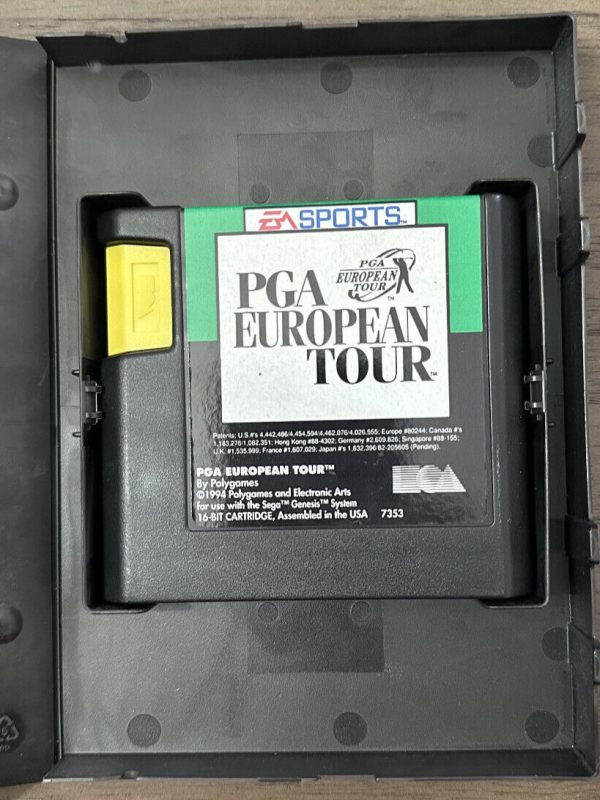 EA SPORTS™
PGA
EUROPEAN
TOUR™
PGA
EUROPEAN
TOUR™
Patents: U.S.#'s 4,442,486/4,454,594/4,462,076/4,026,555; Europe #80244; Canada #'s
1,183,276/1,082,351; Hong Kong #88-4302; Germany #2,609,826; Singapore #88-155;
U.K. #1,535,999; France #1,607,029; Japan #'s 1,632,396/82-205605 (Pending).
PGA EUROPEAN TOUR™
By Polygames
©1994 Polygames and Electronic Arts
for use with the Sega™ Genesis™ System
16-BIT CARTRIDGE, Assembled in the USA 7353
ECA